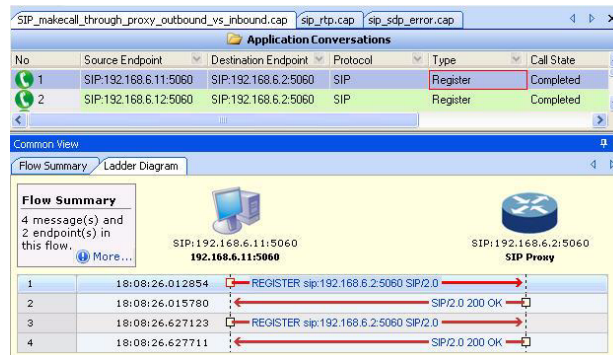 SIP_makecall_through_proxy_outbound_vs_inbound.cap sip_rtp.cap sip_sdp_error.cap
Application Conversations
No Source Endpoint Destination Endpoint Protocol Type Call State
1 SIP:192.168.6.11:5060 SIP:192.168.6.2:5060 SIP Register Completed
2 SIP:192.168.6.12:5060 SIP:192.168.6.2:5060 SIP Register Completed
Common View
Flow Summary Ladder Diagram
Flow Summary
4 message(s) and
2 endpoint(s) in
this flow.
More...
SIP:192.168.6.11:5060
192.168.6.11:5060
SIP:192.168.6.2:5060
SIP Proxy
1 18:08:26.012854 REGISTER sip:192.168.6.2:5060 SIP/2.0
2 18:08:26.015780 SIP/2.0 200 OK
3 18:08:26.627123 REGISTER sip:192.168.6.2:5060 SIP/2.0
4 18:08:26.627711 SIP/2.0 200 OK